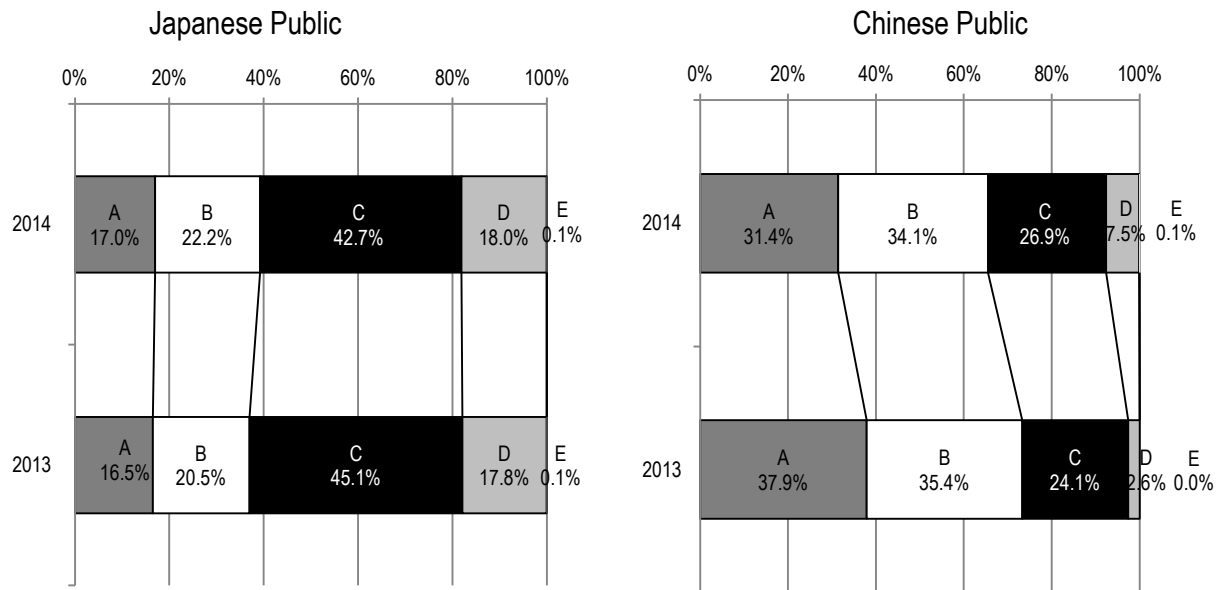 Japanese Public
0% 20% 40% 60% 80% 100%
2014
A B C D E
17.0% 22.2% 42.7% 18.0% 0.1%
2013
A B C D E
16.5% 20.5% 45.1% 17.8% 0.1%
Chinese Public
0% 20% 40% 60% 80% 100%
2014
A B C D E
31.4% 34.1% 26.9% 7.5% 0.1%
2013
A B C D E
37.9% 35.4% 24.1% 2.6% 0.0%